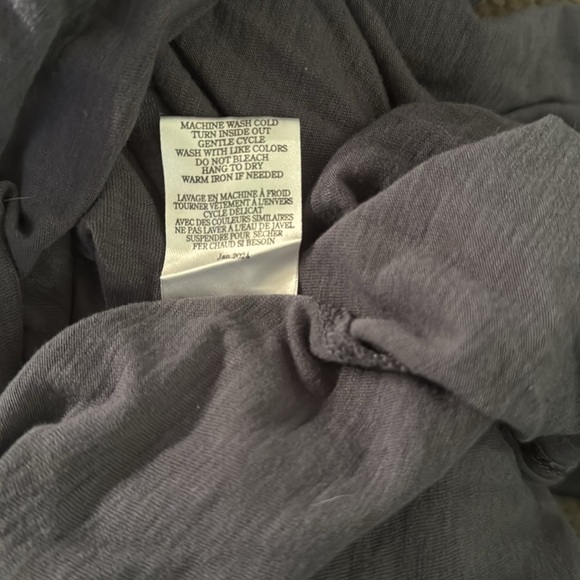 MACHINE WASH COLD
TURN INSIDE OUT
GENTLE CYCLE
WASH WITH LIKE COLORS
DO NOT BLEACH
HANG TO DRY
WARM IRON IF NEEDED
LAVAGE EN MACHINE À FROID
TOURNER VÊTEMENT À L'ENVERS
CYCLE DÉLICAT
AVEC DES COULEURS SIMILAIRES
NE PAS LAVER À L'EAU DE JAVEL
SUSPENDRE POUR SÉCHER
FER CHAUD SI BESOIN
Jan 2024